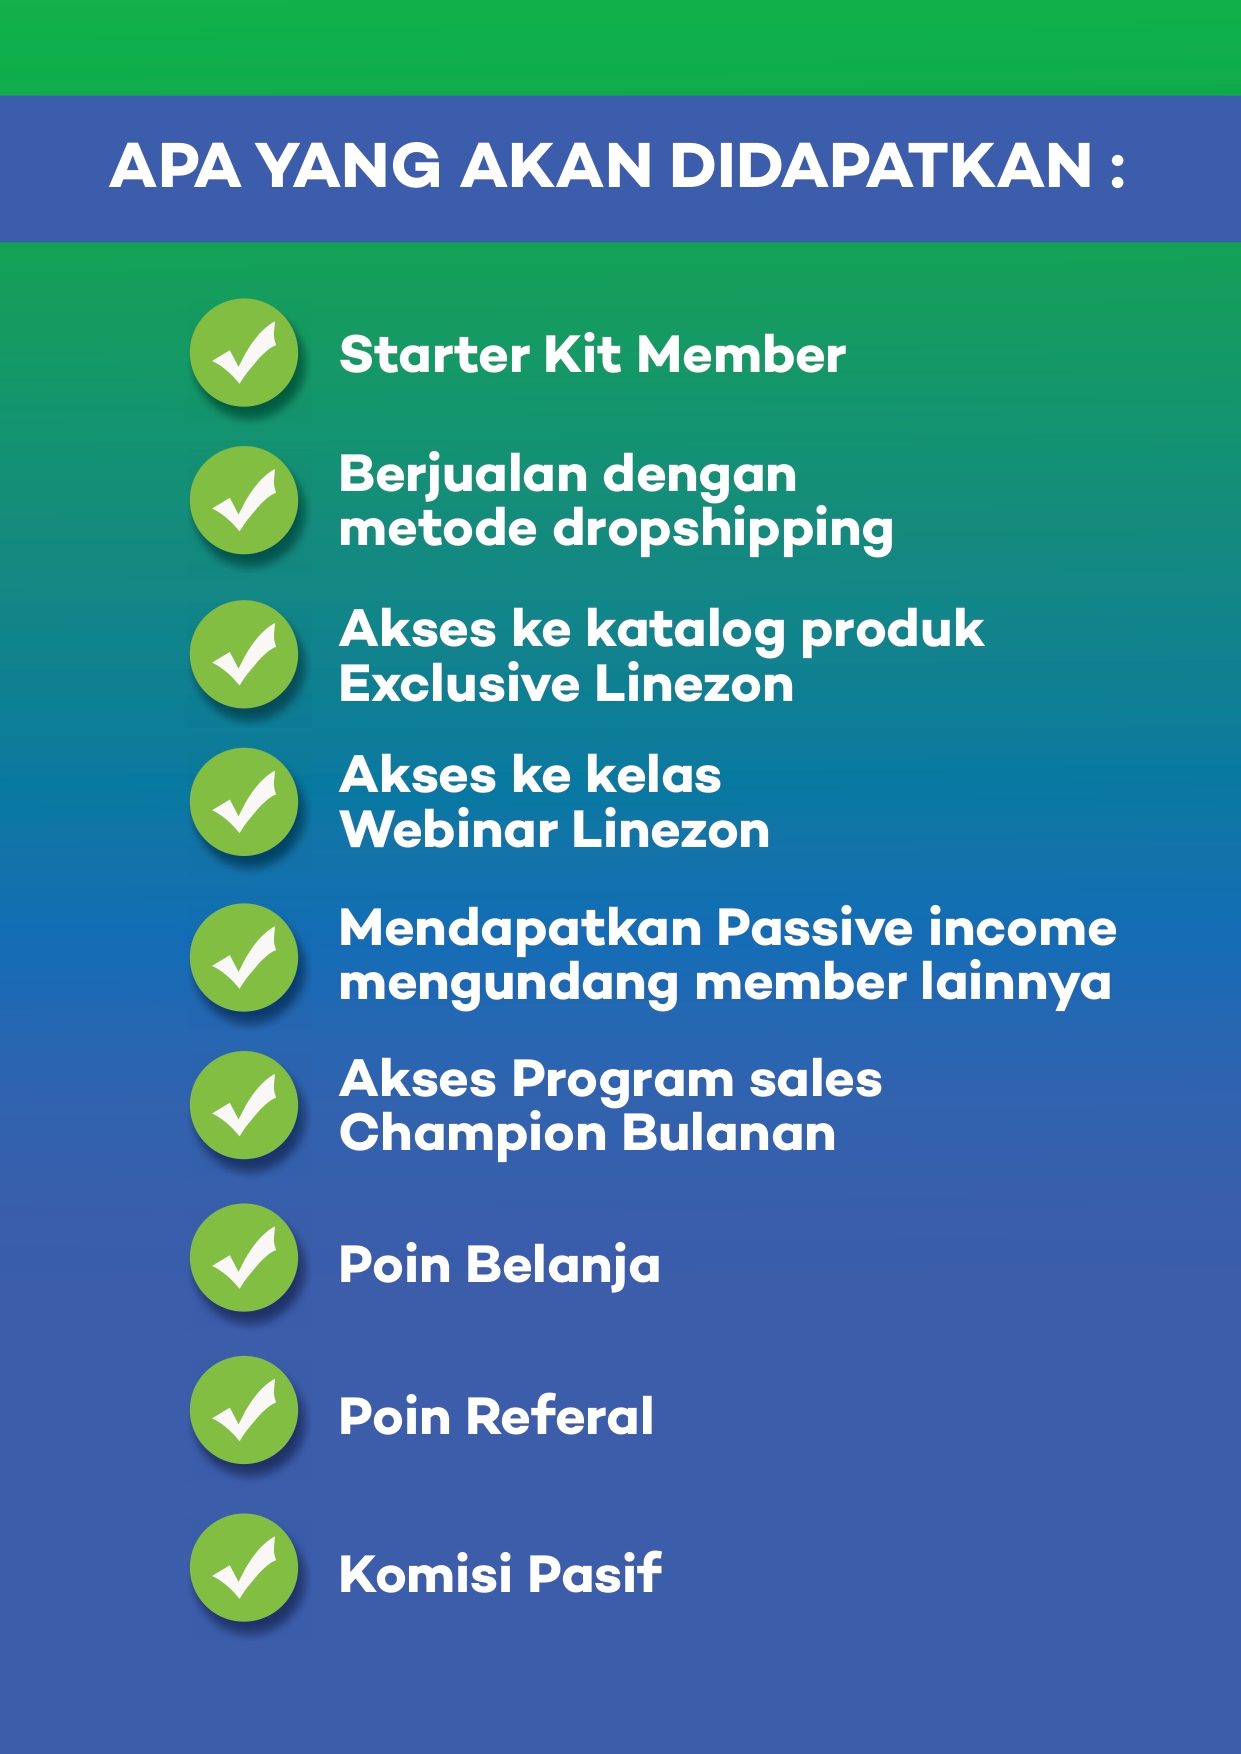 APA YANG AKAN DIDAPATKAN :
Starter Kit Member
Berjualan dengan
metode dropshipping
Akses ke katalog produk
Exclusive Linezon
Akses ke kelas
Webinar Linezon
Mendapatkan Passive income
mengundang member lainnya
Akses Program sales
Champion Bulanan
Poin Belanja
Poin Referal
Komisi Pasif